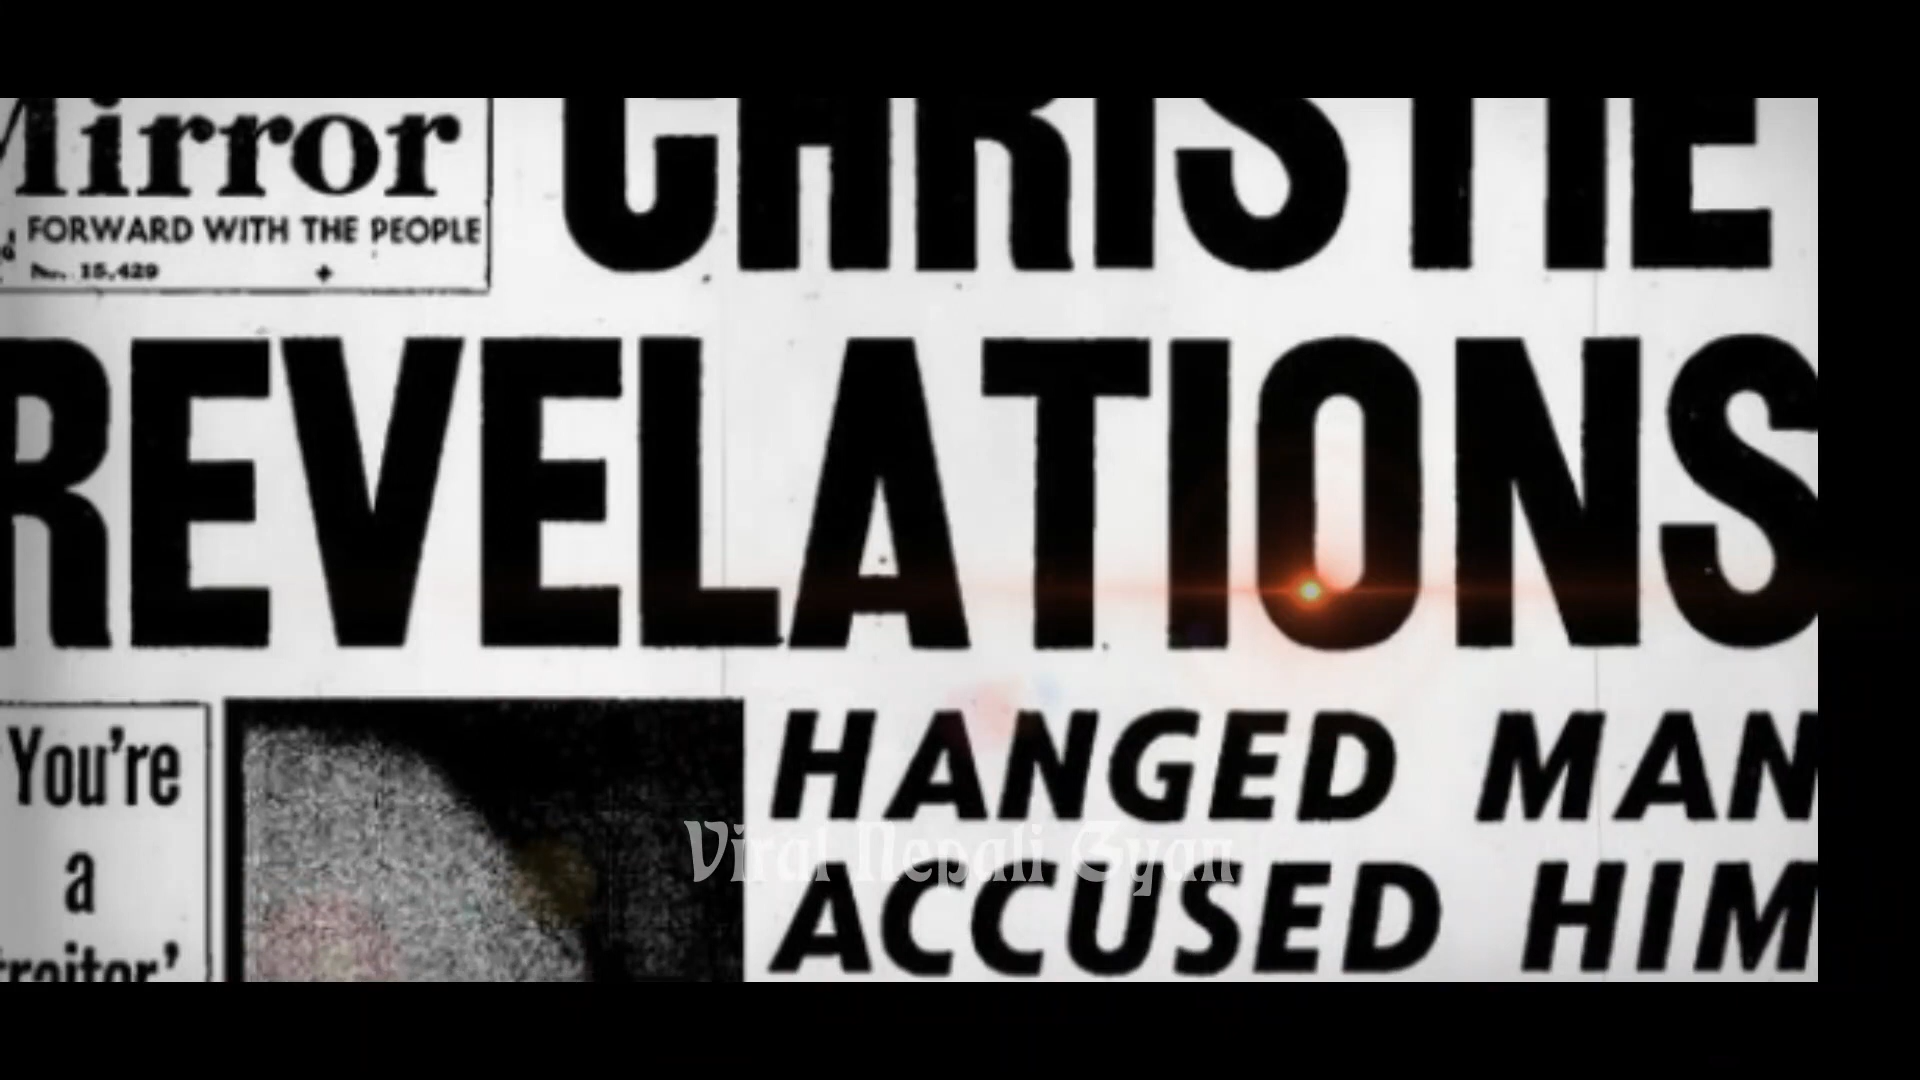 Mirror
FORWARD WITH THE PEOPLE
No. 15,429
CHRISTIE
REVELATIONS
You're
a
traitor'
HANGED MAN
ACCUSED HIM
Viral Nepali Gyan